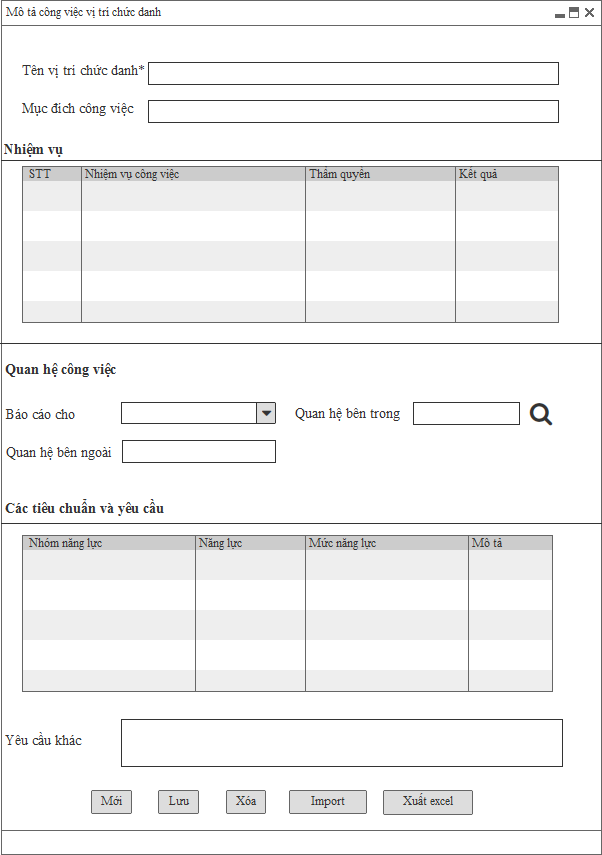 Mô tả công việc vị trí chức danh
Tên vị trí chức danh*
Mục đích công việc
Nhiệm vụ
STT Nhiệm vụ công việc Thẩm quyền Kết quả
Quan hệ công việc
Báo cáo cho Quan hệ bên trong
Quan hệ bên ngoài
Các tiêu chuẩn và yêu cầu
Nhóm năng lực Năng lực Mức năng lực Mô tả
Yêu cầu khác
Mới Lưu Xóa Import Xuất excel